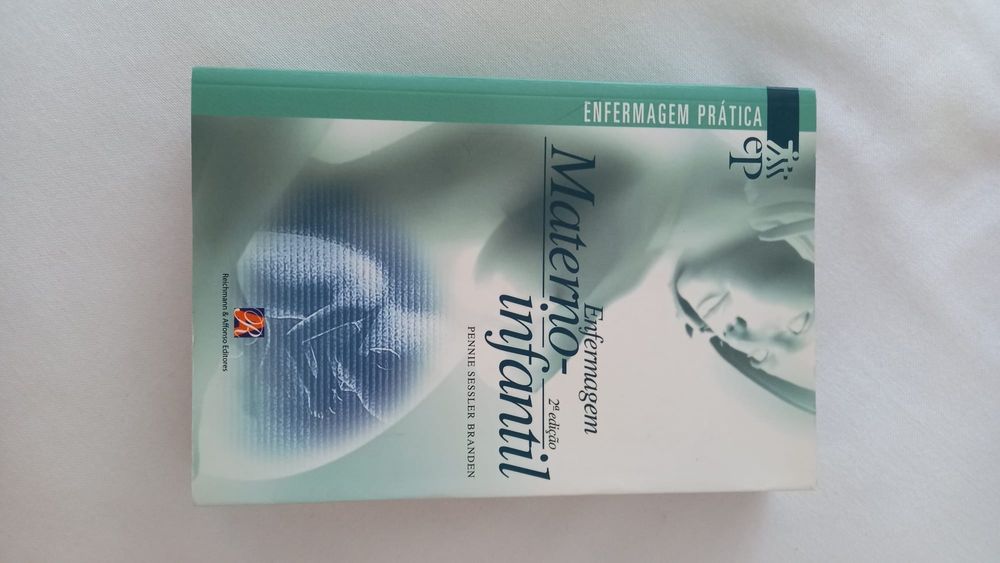 ENFERMAGEM PRÁTICA
ep
Enfermagem
Materno-
infantil
2ª edição
PENNIE SESSLER BRANDEN
R
Reichmann & Affonso Editores